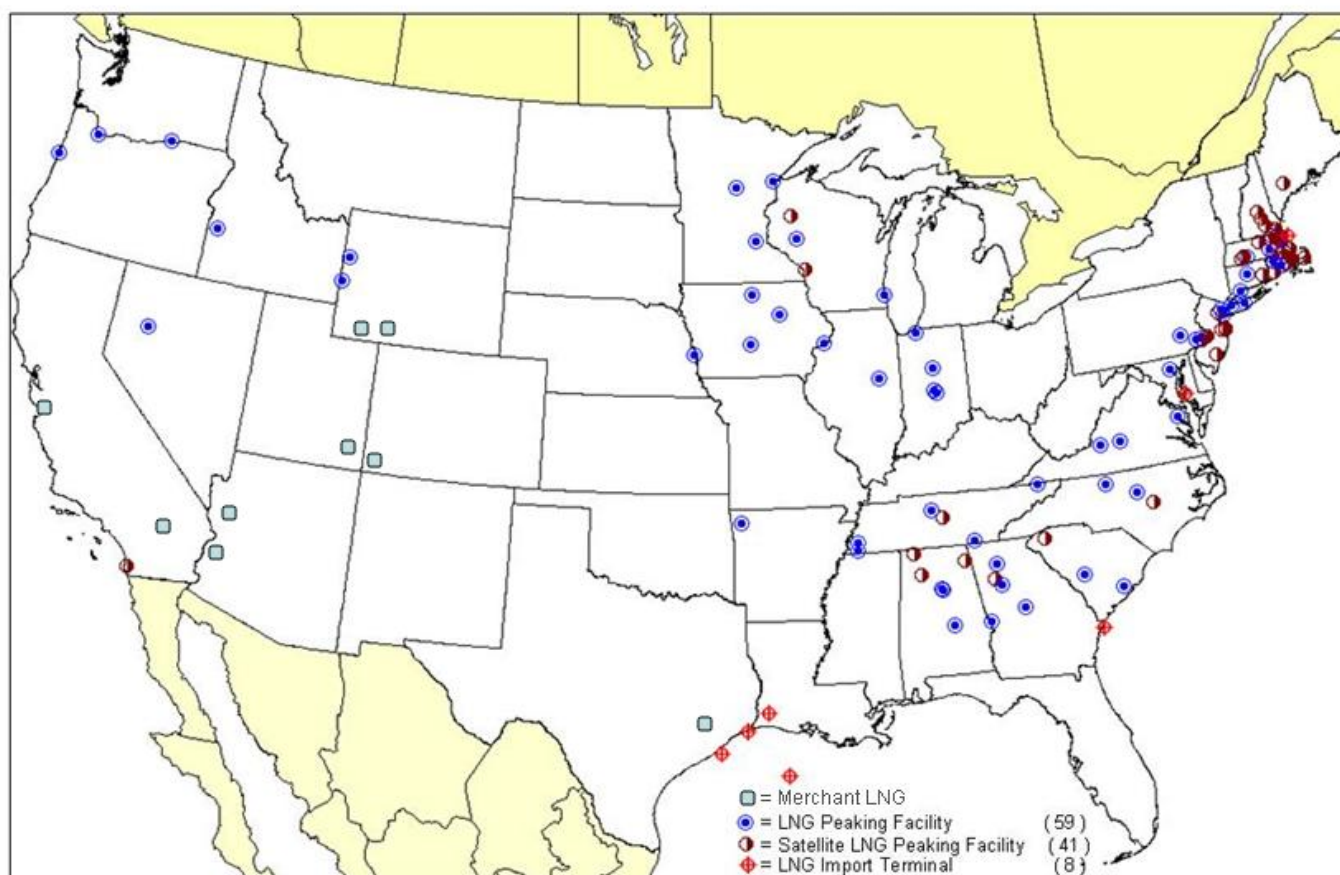 = Merchant LNG
= LNG Peaking Facility (59)
= Satellite LNG Peaking Facility (41)
= LNG Import Terminal (8)